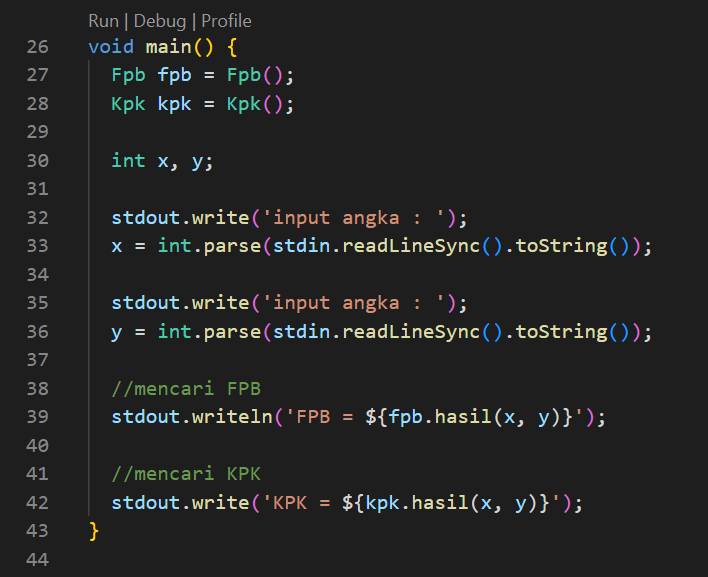 Run | Debug | Profile
26 void main() {
27 Fpb fpb = Fpb();
28 Kpk kpk = Kpk();
29
30 int x, y;
31
32 stdout.write('input angka : ');
33 x = int.parse(stdin.readLineSync().toString());
34
35 stdout.write('input angka : ');
36 y = int.parse(stdin.readLineSync().toString());
37
38 //mencari FPB
39 stdout.writeln('FPB = ${fpb.hasil(x, y)}');
40
41 //mencari KPK
42 stdout.write('KPK = ${kpk.hasil(x, y)}');
43 }
44